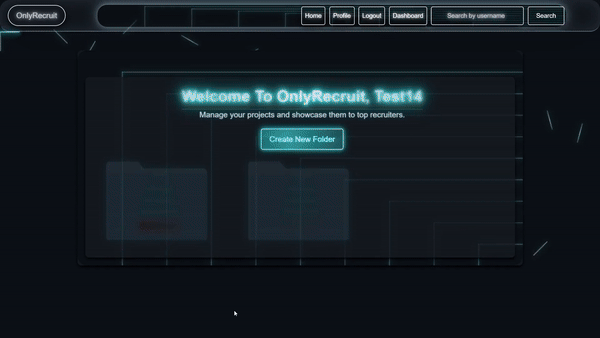 OnlyRecruit
Home Profile Logout Dashboard Search by username Search
Welcome To OnlyRecruit, Test14
Manage your projects and showcase them to top recruiters.
Create New Folder